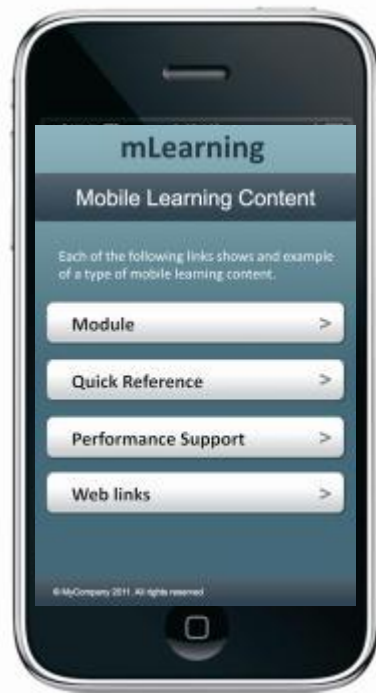 mLearning
Mobile Learning Content
Each of the following links shows and example
of a type of mobile learning content.
Module >
Quick Reference >
Performance Support >
Web links >
© MyCompany 2011. All rights reserved